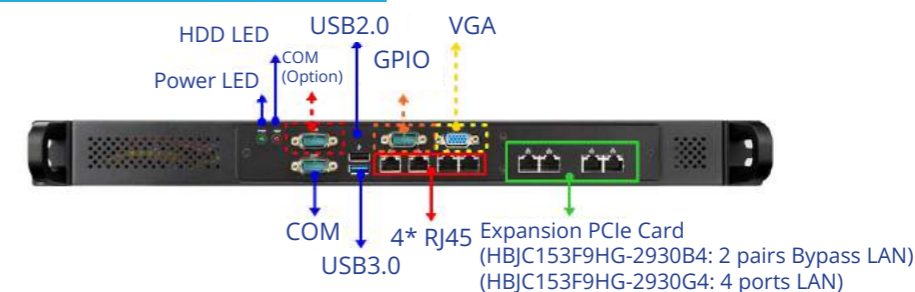 USB2.0
VGA
HDD LED
COM
(Option)
GPIO
Power LED
COM
4* RJ45
USB3.0
Expansion PCIe Card
(HBJC153F9HG-2930B4: 2 pairs Bypass LAN)
(HBJC153F9HG-2930G4: 4 ports LAN)